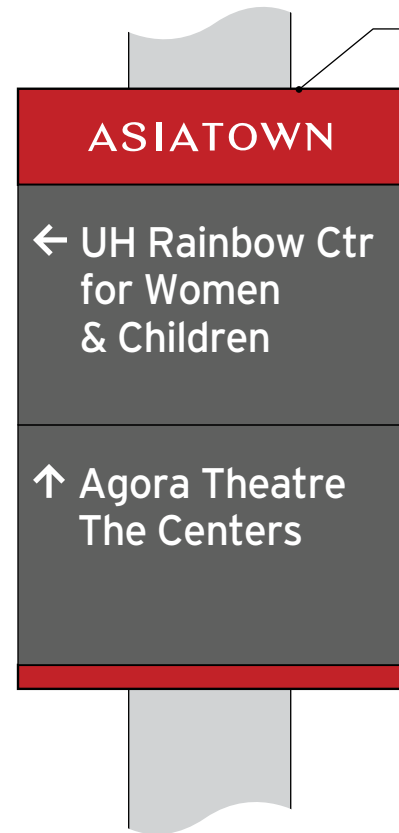 ASIATOWN
← UH Rainbow Ctr
for Women
& Children
↑ Agora Theatre
The Centers